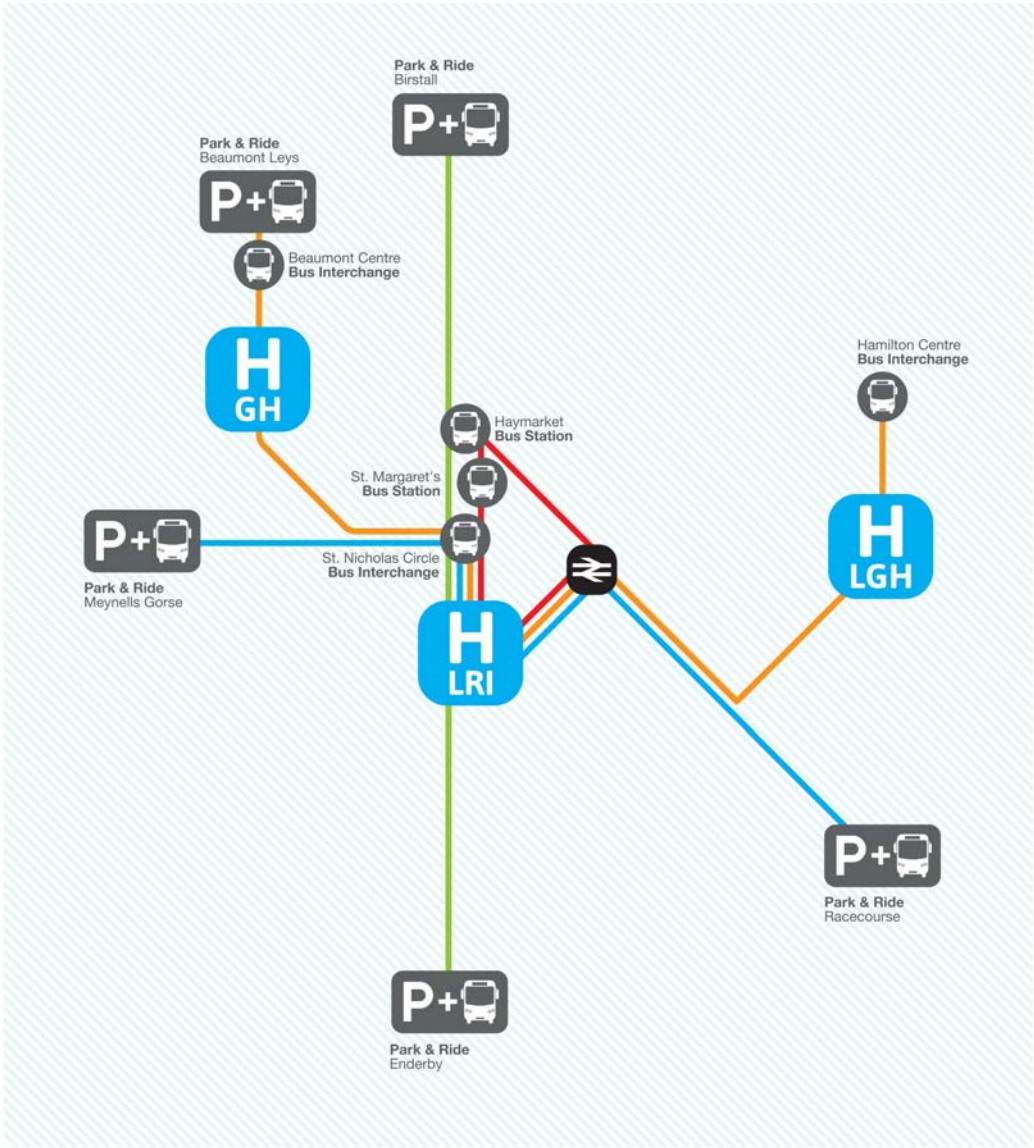 Park & Ride
Birstall
P+
Park & Ride
Beaumont Leys
P+
Beaumont Centre
Bus Interchange
H
GH
Hamilton Centre
Bus Interchange
Haymarket
Bus Station
St. Margaret's
Bus Station
P+
Park & Ride
Meynells Gorse
St. Nicholas Circle
Bus Interchange
H
LGH
H
LRI
P+
Park & Ride
Racecourse
P+
Park & Ride
Enderby